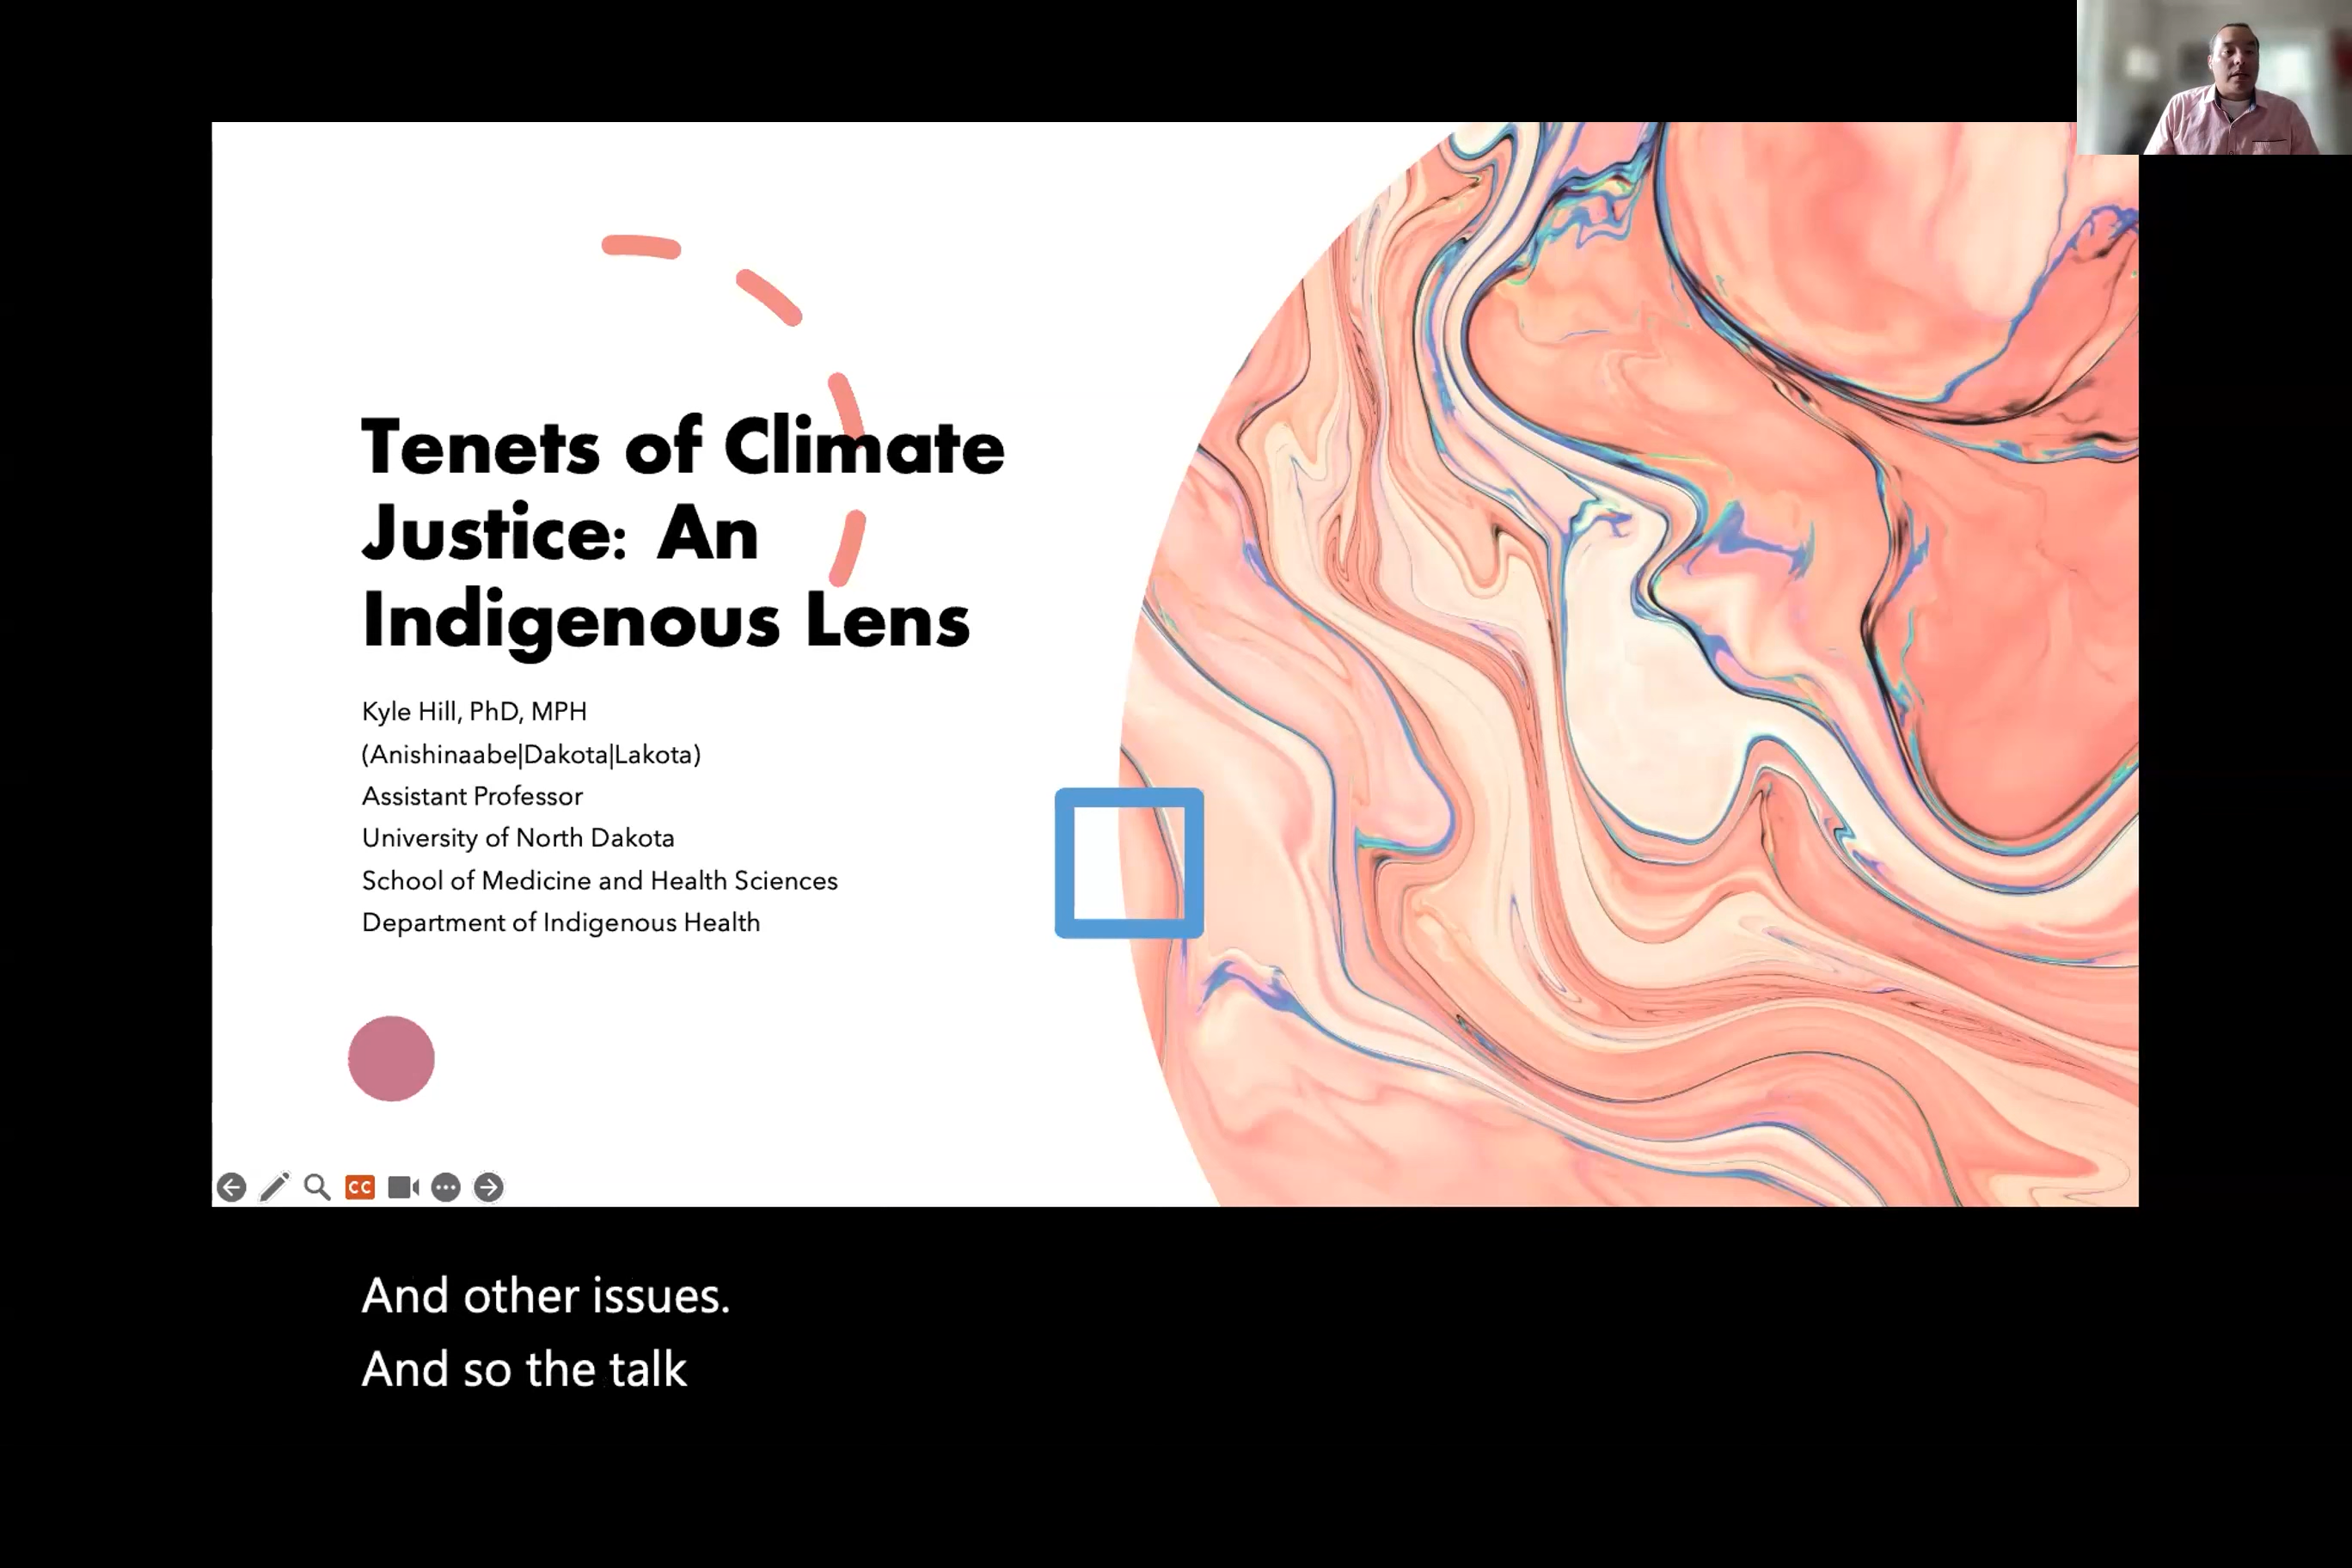 Tenets of Climate
Justice: An
Indigenous Lens
Kyle Hill, PhD, MPH
(Anishinaabe|Dakota|Lakota)
Assistant Professor
University of North Dakota
School of Medicine and Health Sciences
Department of Indigenous Health
CC
And other issues.
And so the talk